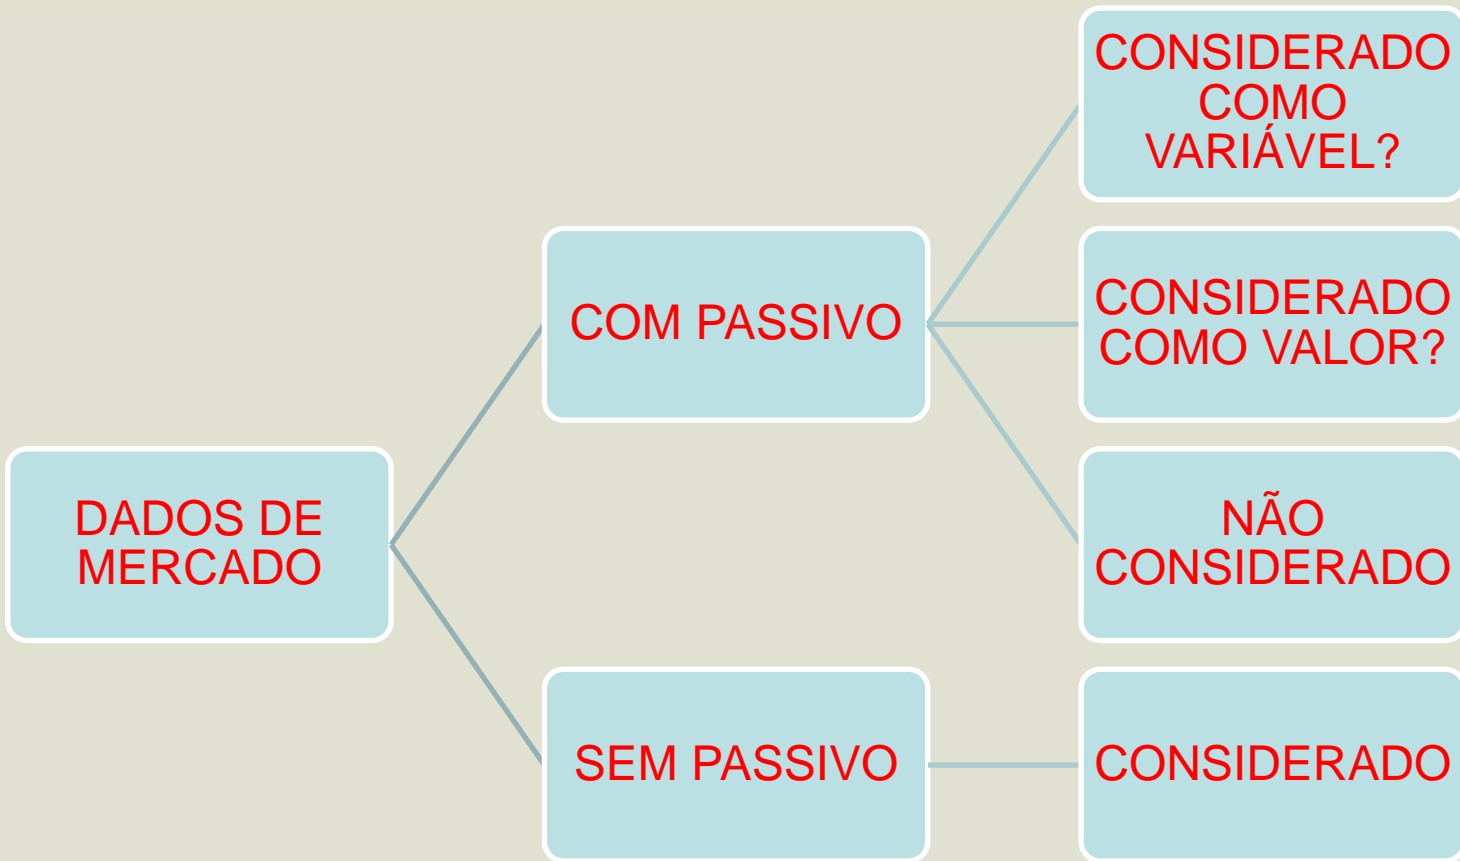 DADOS DE
MERCADO
COM PASSIVO
CONSIDERADO
COMO
VARIÁVEL?
CONSIDERADO
COMO VALOR?
NÃO
CONSIDERADO
SEM PASSIVO
CONSIDERADO